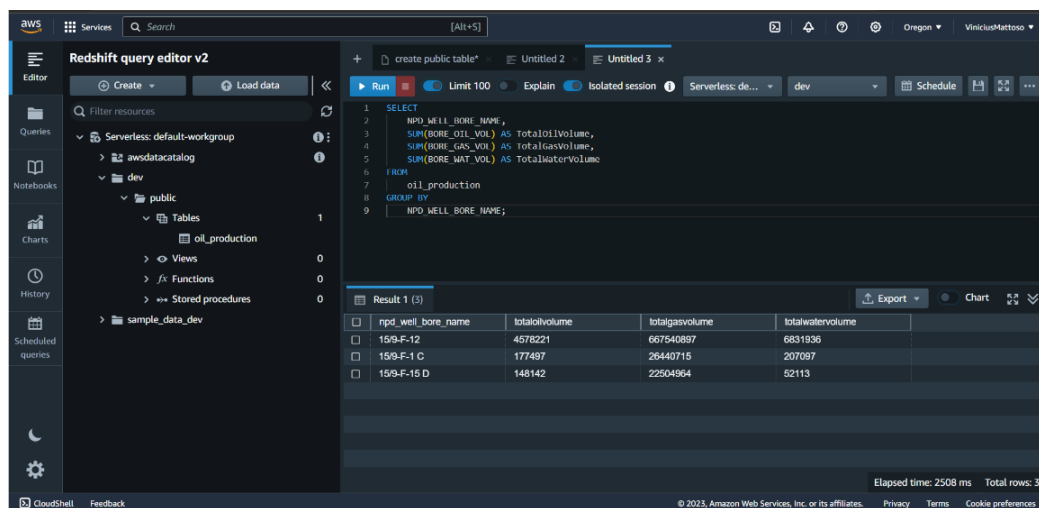 aws Services Search [Alt+S] Oregon ▼ ViniciusMattoso ▼
Editor
Queries
Notebooks
Charts
History
Scheduled
queries
Redshift query editor v2
Create Load data
Filter resources
Serverless: default-workgroup
awsdatacatalog
dev
public
Tables 1
oil_production
Views 0
fx Functions 0
Stored procedures 0
sample_data_dev
+ create public table* × Untitled 2 × Untitled 3 ×
Run Limit 100 Explain Isolated session Serverless: de... dev Schedule
1 SELECT
2 NPD_WELL_BORE_NAME,
3 SUM(BORE_OIL_VOL) AS TotalOilVolume,
4 SUM(BORE_GAS_VOL) AS TotalGasVolume,
5 SUM(BORE_WAT_VOL) AS TotalWaterVolume
6 FROM
7 oil_production
8 GROUP BY
9 NPD_WELL_BORE_NAME;
Result 1 (3) Export Chart
npd_well_bore_name totaloilvolume totalgasvolume totalwatervolume
15/9-F-12 4578221 667540897 6831936
15/9-F-1 C 177497 26440715 207097
15/9-F-15 D 148142 22504964 52113
Elapsed time: 2508 ms Total rows: 3
CloudShell Feedback © 2023, Amazon Web Services, Inc. or its affiliates. Privacy Terms Cookie preferences